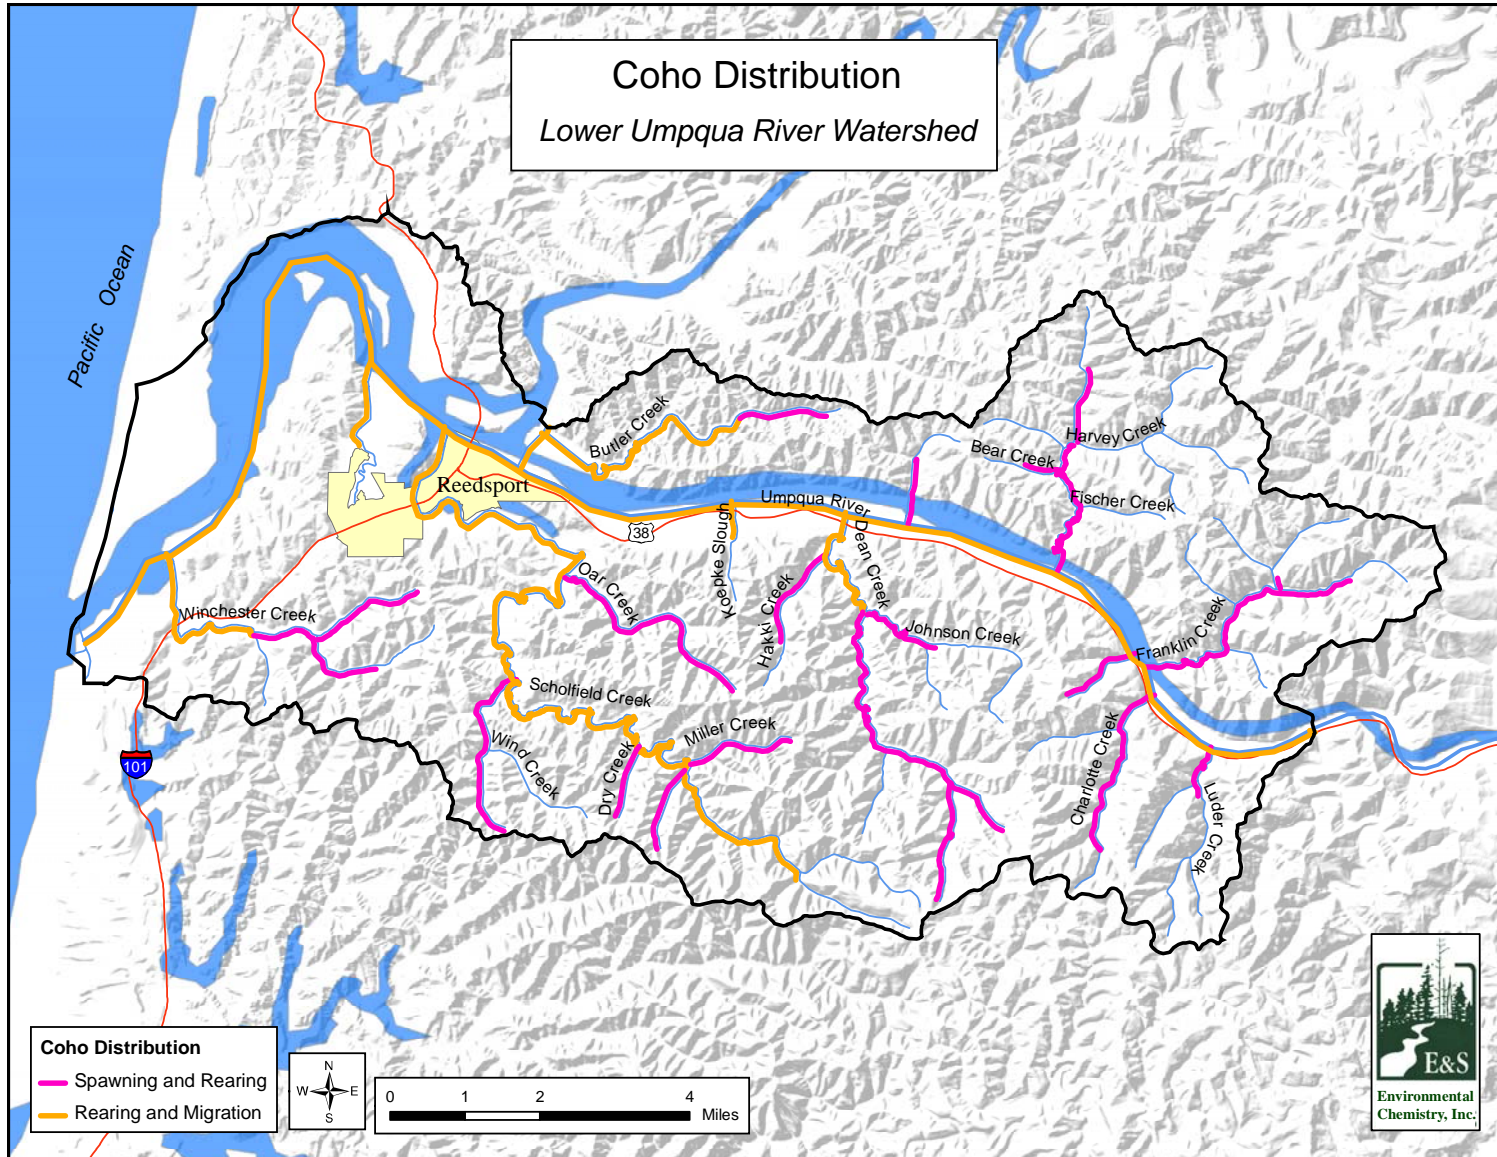 Coho Distribution
Lower Umpqua River Watershed
Pacific Ocean
Butler Creek
Harvey Creek
Bear Creek
Reedsport
Umpqua River
Fischer Creek
38
Koepke Slough
Dean Creek
Oar Creek
Hakki Creek
Winchester Creek
Johnson Creek
Franklin Creek
Scholfield Creek
Miller Creek
Wind Creek
Dry Creek
Charlotte Creek
Luder Creek
101
Coho Distribution
Spawning and Rearing
Rearing and Migration
N
W E
S
0 1 2 4
Miles
E&S
Environmental
Chemistry, Inc.